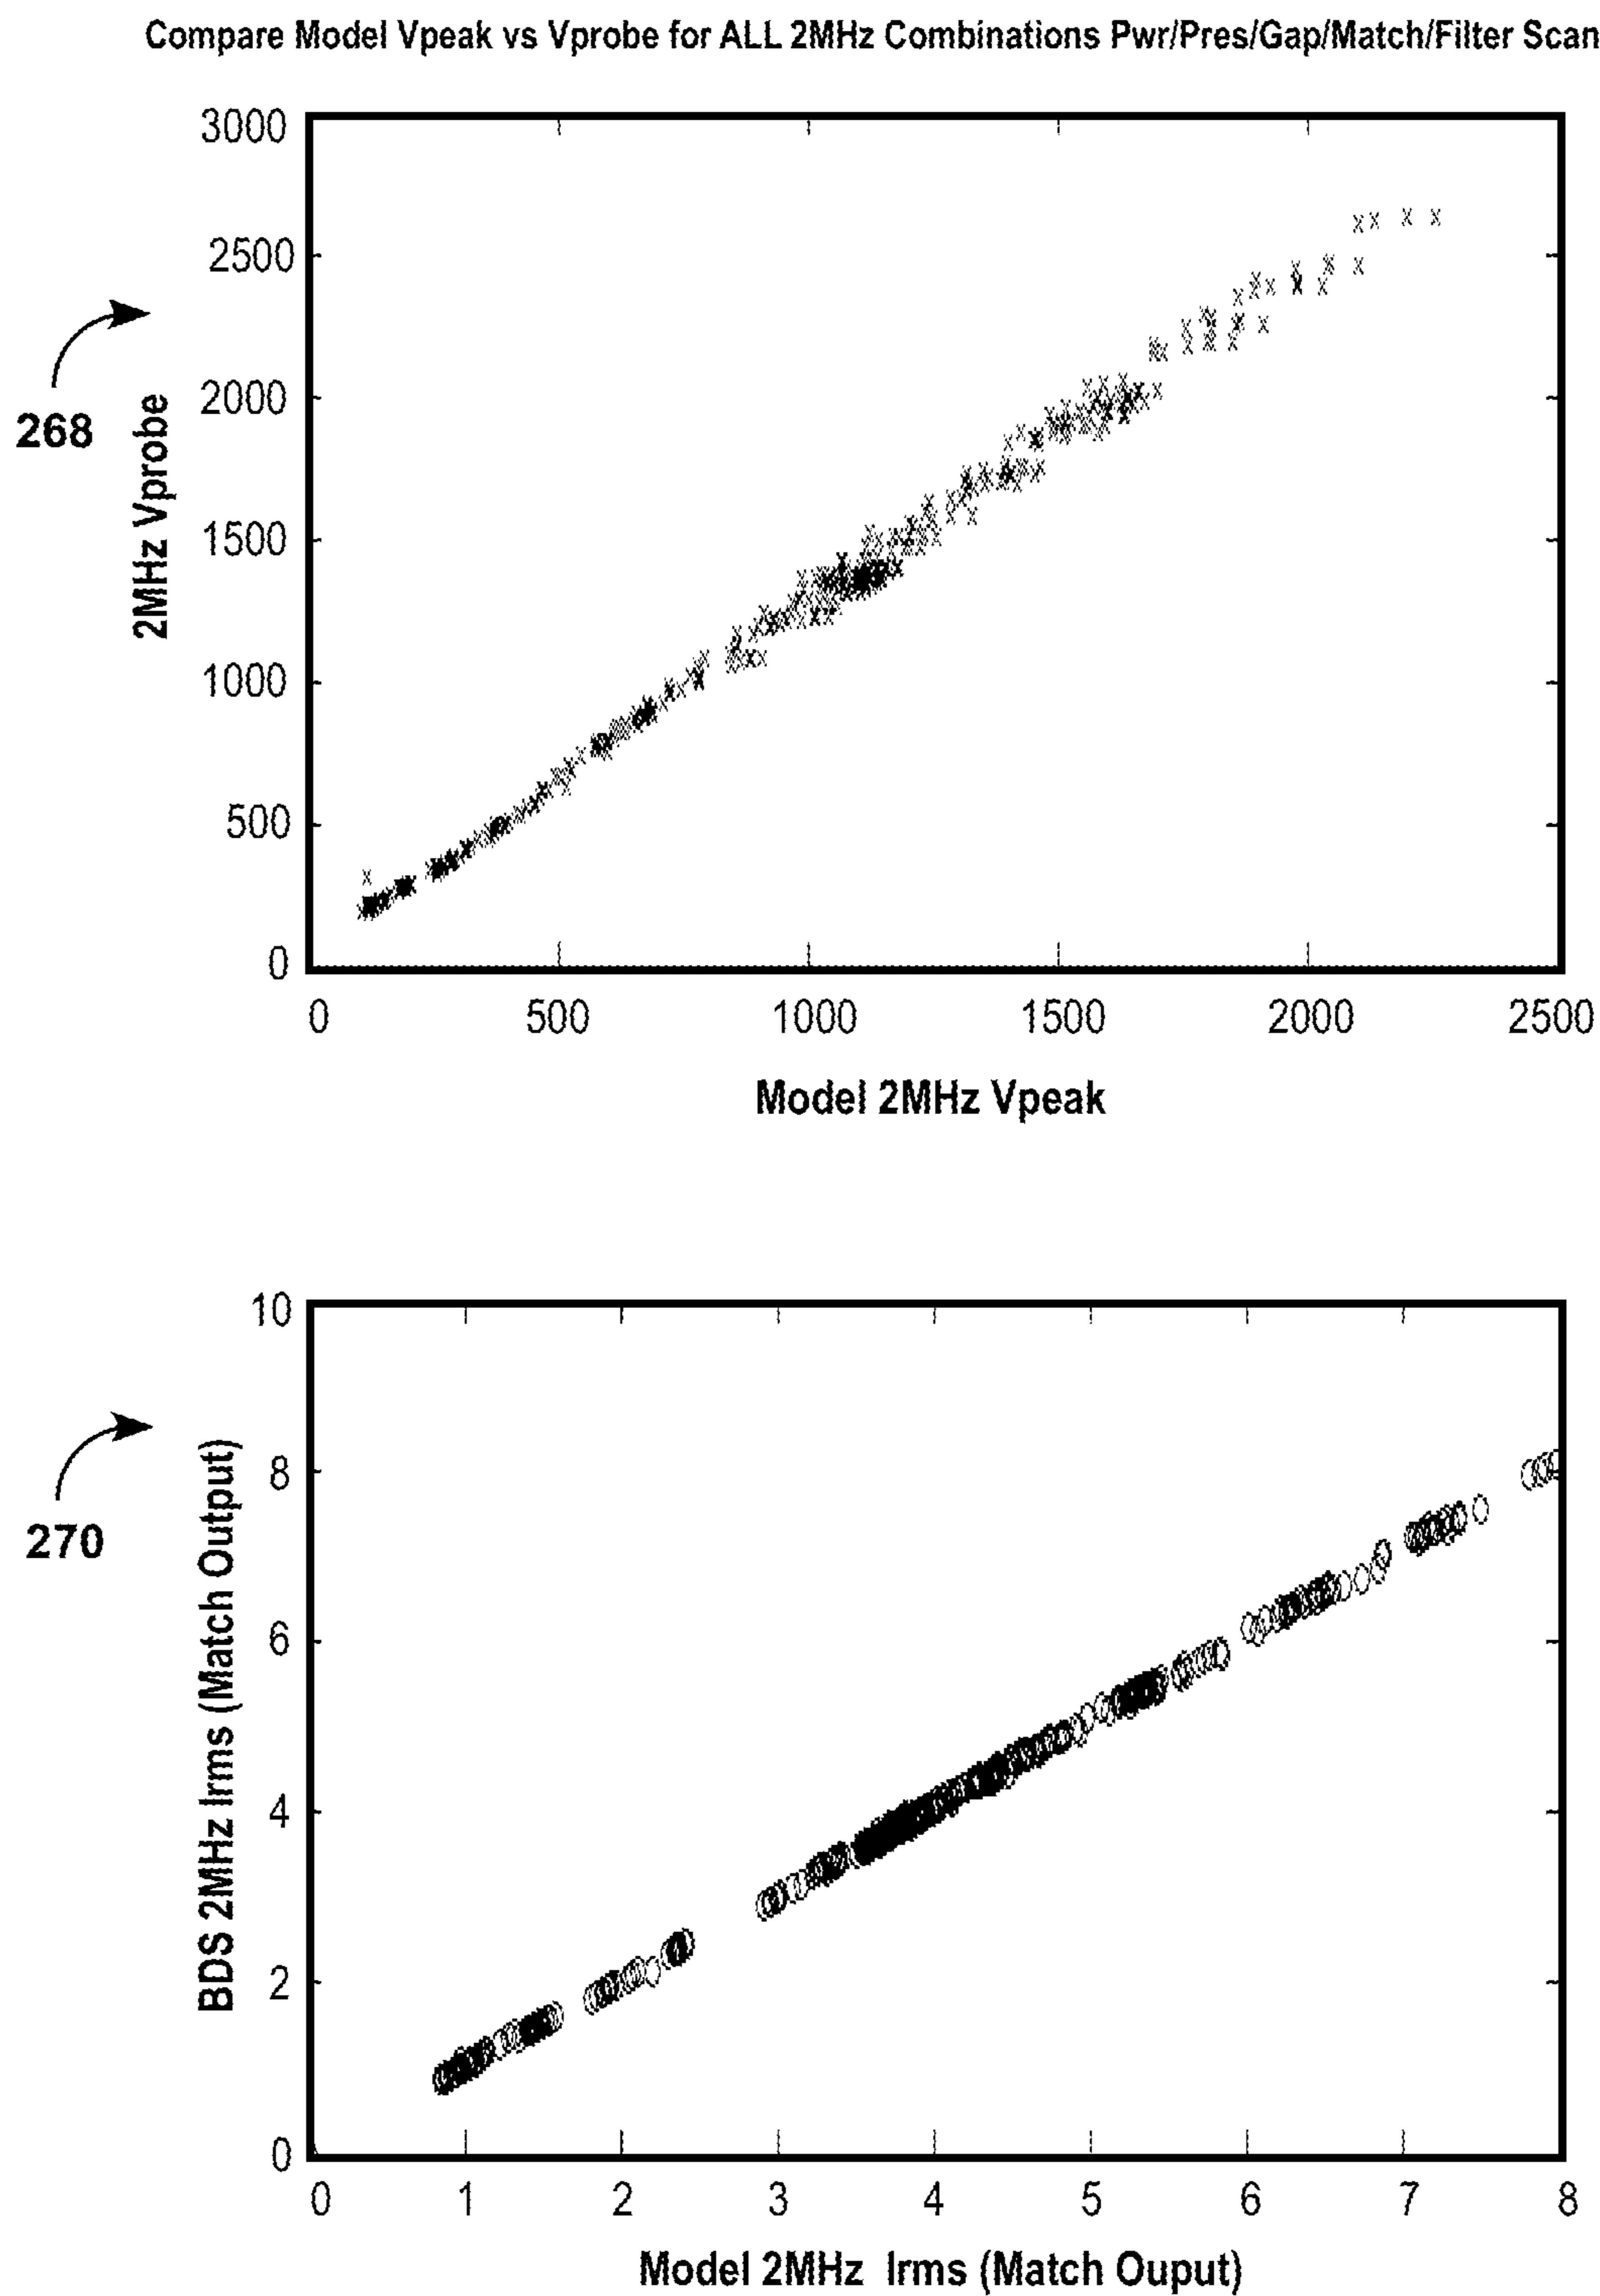 Compare Model Vpeak vs Vprobe for ALL 2MHz Combinations Pwr/Pres/Gap/Match/Filter Scan
3000
2500
2000
1500
1000
500
0
268
2MHz Vprobe
0 500 1000 1500 2000 2500
Model 2MHz Vpeak
10
8
6
4
2
0
270
BDS 2MHz Irms (Match Output)
0 1 2 3 4 5 6 7 8
Model 2MHz Irms (Match Ouput)